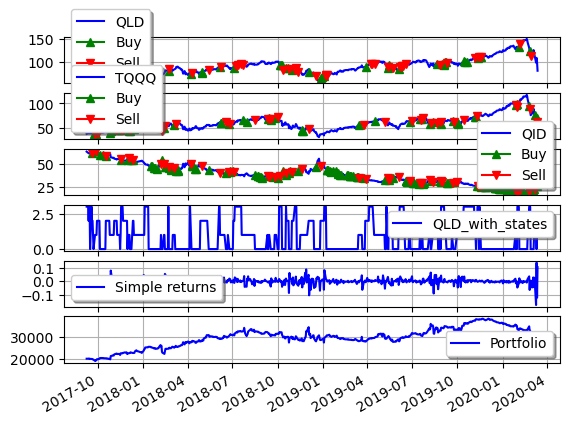 QLD
Buy
Sell
150
100
TQQQ
Buy
Sell
100
50
QID
Buy
Sell
50
25
QLD_with_states
2.5
0.0
Simple returns
0.1
0.0
−0.1
Portfolio
30000
20000
2017-10
2018-01
2018-04
2018-07
2018-10
2019-01
2019-04
2019-07
2019-10
2020-01
2020-04